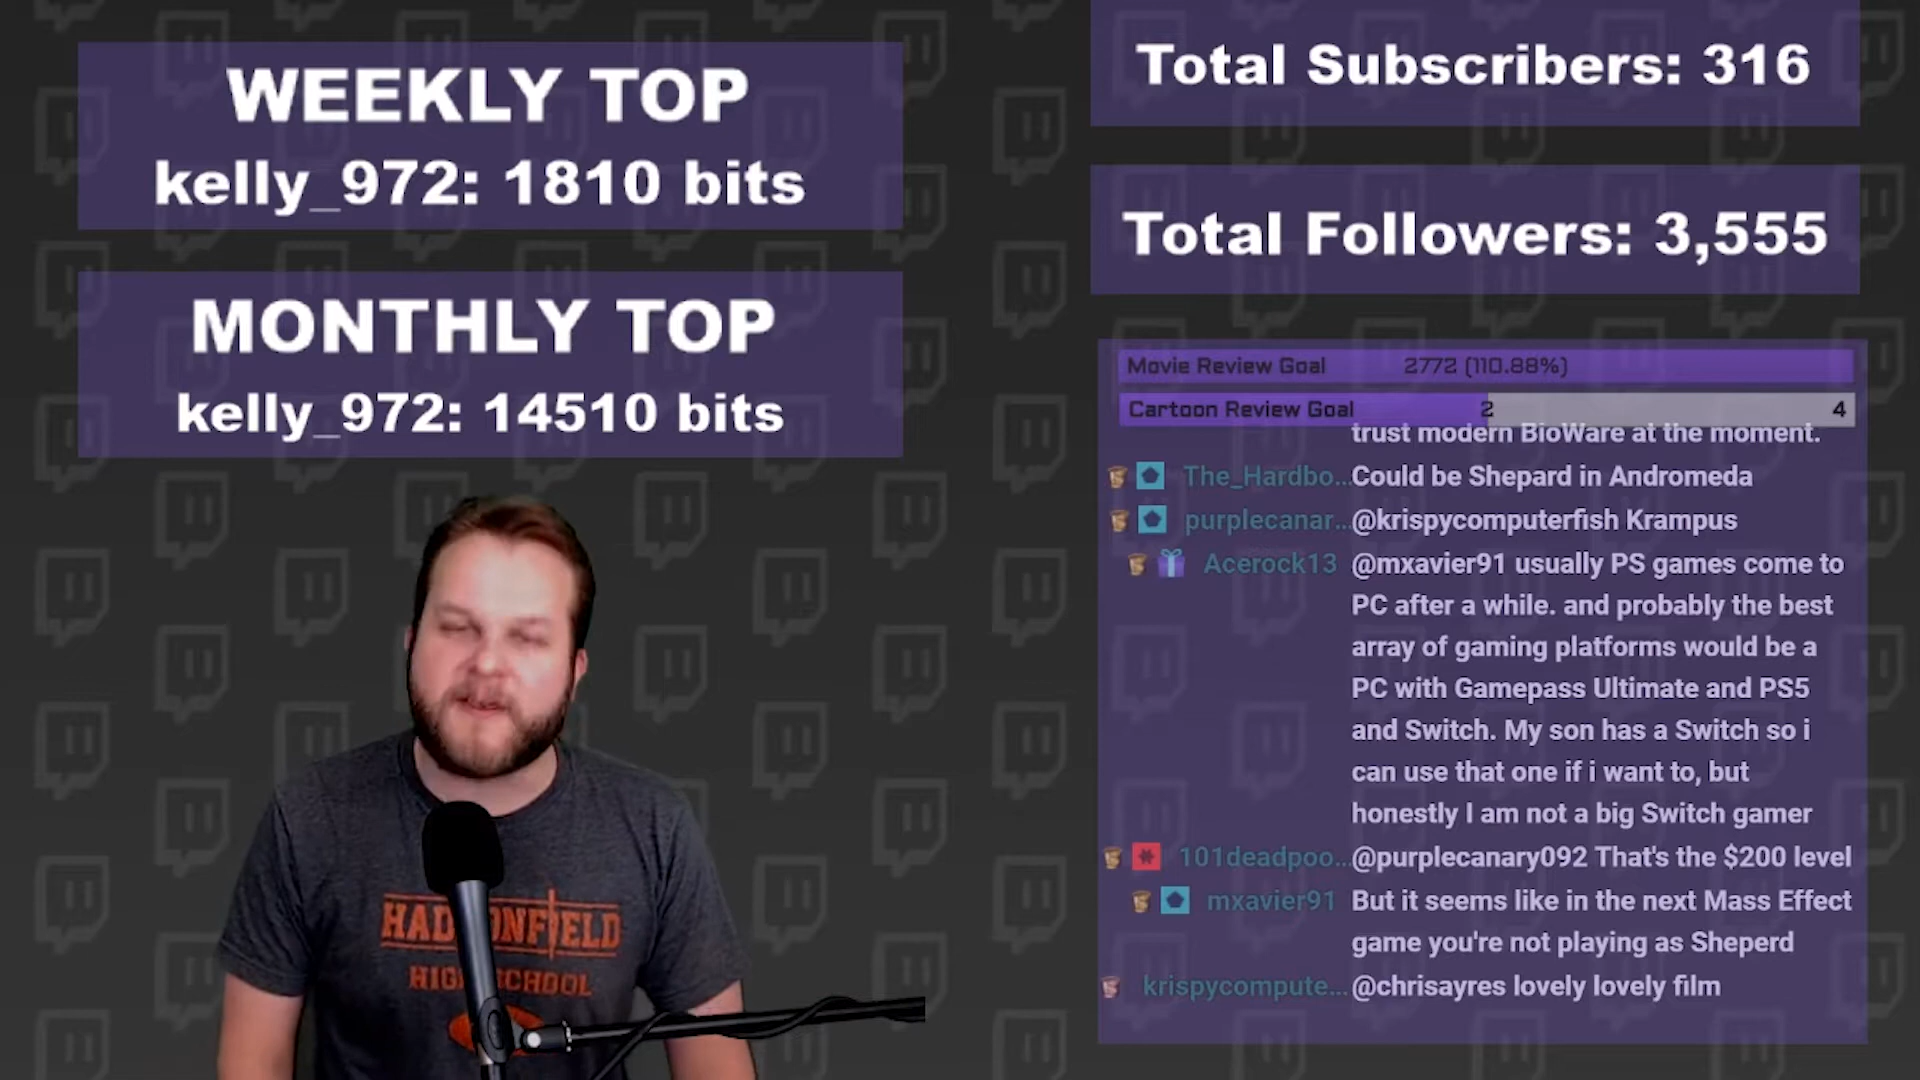 WEEKLY TOP
kelly_972: 1810 bits
MONTHLY TOP
kelly_972: 14510 bits
Total Subscribers: 316
Total Followers: 3,555
Movie Review Goal 2772 (110.88%)
Cartoon Review Goal 2 4
trust modern BioWare at the moment.
The_Hardbo... Could be Shepard in Andromeda
purplecanar... @krispycomputerfish Krampus
Acerock13 @mxavier91 usually PS games come to
PC after a while. and probably the best
array of gaming platforms would be a
PC with Gamepass Ultimate and PS5
and Switch. My son has a Switch so i
can use that one if i want to, but
honestly I am not a big Switch gamer
101deadpoo... @purplecanary092 That's the $200 level
mxavier91 But it seems like in the next Mass Effect
game you're not playing as Sheperd
krispycompute... @chrisayres lovely lovely film
HIGH SCHOOL